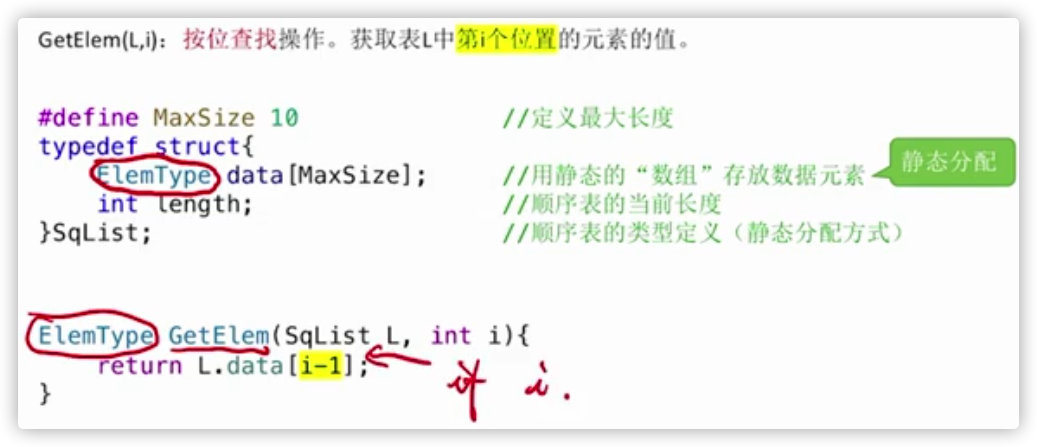 GetElem(L,i)：按位查找操作。获取表L中第i个位置的元素的值。
#define MaxSize 10 //定义最大长度
typedef struct{
ElemType data[MaxSize]; //用静态的“数组”存放数据元素 静态分配
int length; //顺序表的当前长度
}SqList; //顺序表的类型定义（静态分配方式）
ElemType GetElem(SqList L, int i){
return L.data[i-1];
if i.
}